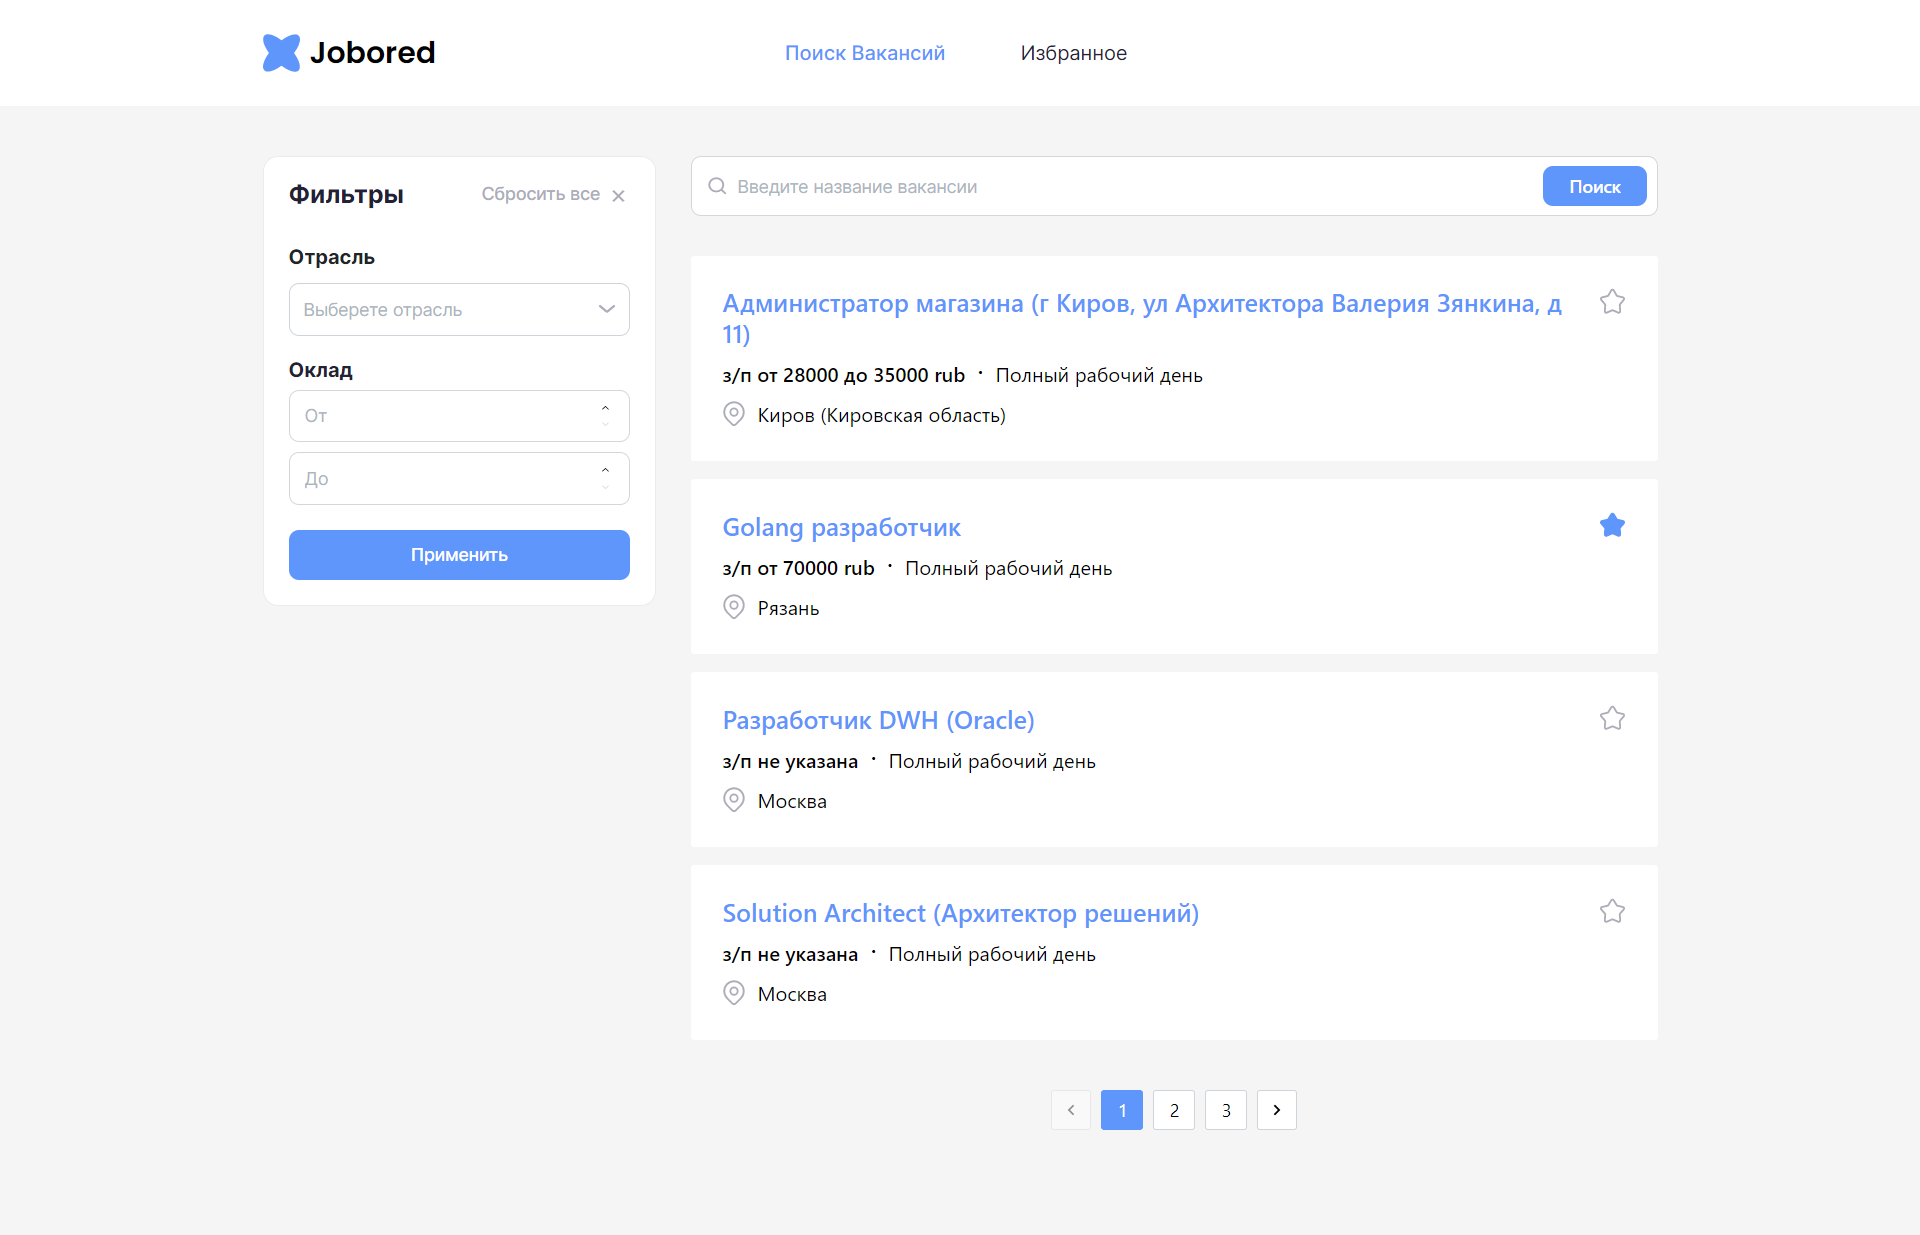 Jobored
Поиск Вакансий
Избранное
Фильтры
Сбросить все
Отрасль
Выберете отрасль
Оклад
От
До
Применить
Введите название вакансии
Поиск
Администратор магазина (г Киров, ул Архитектора Валерия Зянкина, д
11)
з/п от 28000 до 35000 rub · Полный рабочий день
Киров (Кировская область)
Golang разработчик
з/п от 70000 rub · Полный рабочий день
Рязань
Разработчик DWH (Oracle)
з/п не указана · Полный рабочий день
Москва
Solution Architect (Архитектор решений)
з/п не указана · Полный рабочий день
Москва
1
2
3